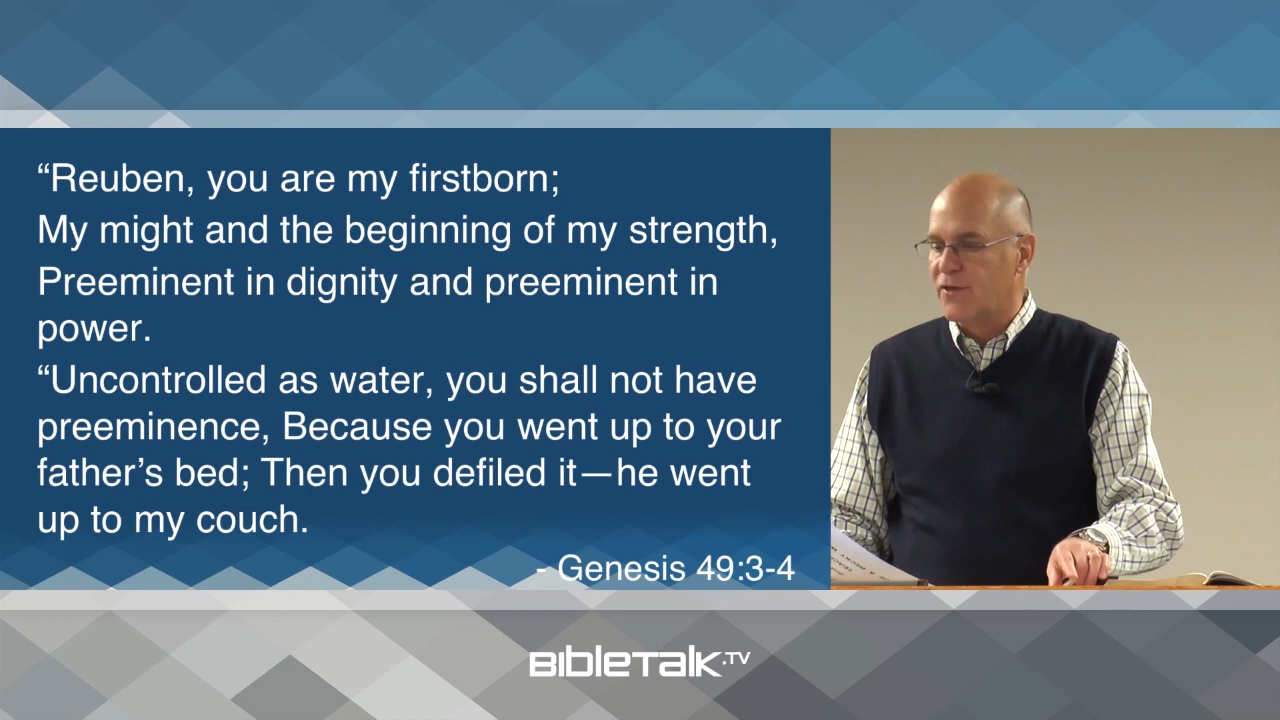 “Reuben, you are my firstborn;
My might and the beginning of my strength,
Preeminent in dignity and preeminent in
power.
“Uncontrolled as water, you shall not have
preeminence, Because you went up to your
father’s bed; Then you defiled it—he went
up to my couch.
- Genesis 49:3-4
BIBLETALK.TV